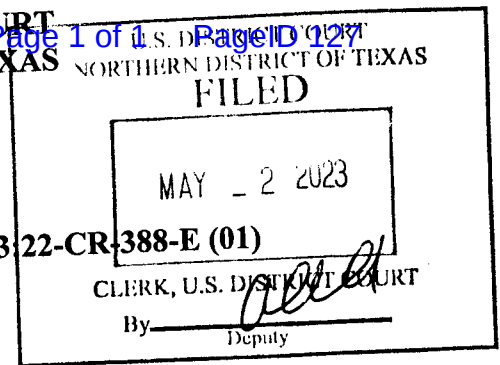 URT
Page 1 of 1 PageID 127
XAS
U.S. DISTRICT COURT
NORTHERN DISTRICT OF TEXAS
FILED
MAY - 2 2023
3:22-CR-388-E (01)
CLERK, U.S. DISTRICT COURT
By
Deputy